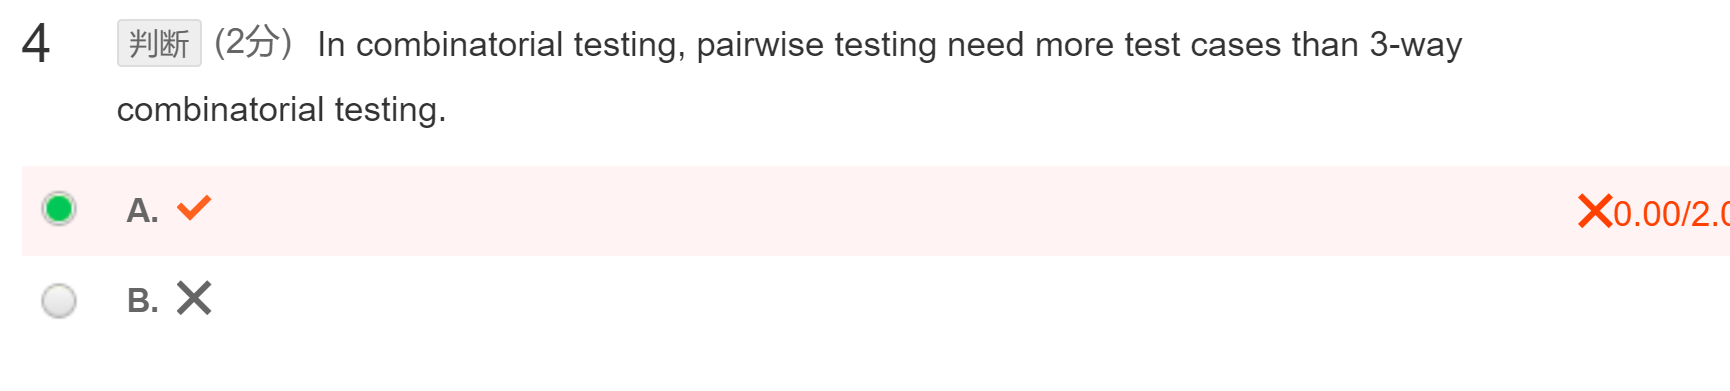 4 判断 (2分) In combinatorial testing, pairwise testing need more test cases than 3-way
combinatorial testing.
A. ✓ ✕0.00/2.0
B. ✕